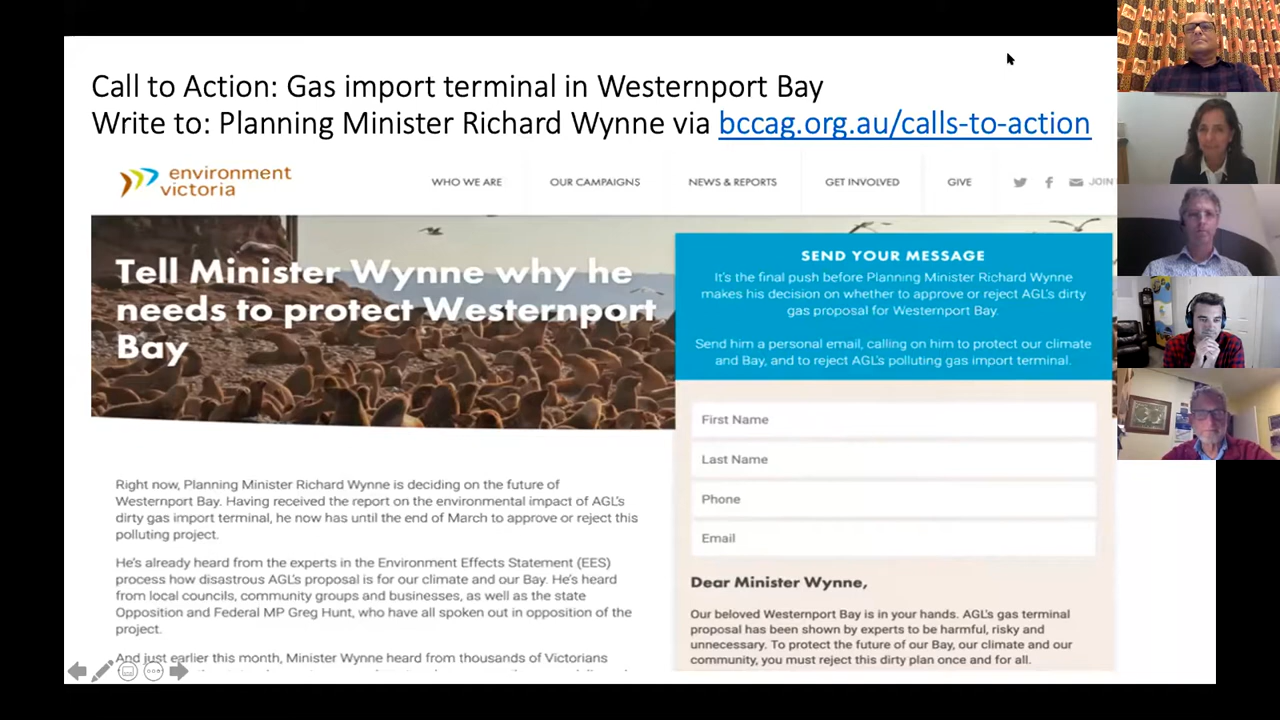 Call to Action: Gas import terminal in Westernport Bay
Write to: Planning Minister Richard Wynne via bccag.org.au/calls-to-action
environment
victoria
WHO WE ARE
OUR CAMPAIGNS
NEWS & REPORTS
GET INVOLVED
GIVE
JOIN
Tell Minister Wynne why he
needs to protect Westernport
Bay
SEND YOUR MESSAGE
It's the final push before Planning Minister Richard Wynne
makes his decision on whether to approve or reject AGL's dirty
gas proposal for Westernport Bay.
Send him a personal email, calling on him to protect our climate
and Bay, and to reject AGL's polluting gas import terminal.
First Name
Last Name
Phone
Email
Dear Minister Wynne,
Our beloved Westernport Bay is in your hands. AGL's gas terminal
proposal has been shown by experts to be harmful, risky and
unnecessary. To protect the future of our Bay, our climate and our
community, you must reject this dirty plan once and for all.
Right now, Planning Minister Richard Wynne is deciding on the future of
Westernport Bay. Having received the report on the environmental impact of AGL's
dirty gas import terminal, he now has until the end of March to approve or reject this
polluting project.
He's already heard from the experts in the Environment Effects Statement (EES)
process how disastrous AGL's proposal is for our climate and our Bay. He's heard
from local councils, community groups and businesses, as well as the state
Opposition and Federal MP Greg Hunt, who have all spoken out in opposition of the
project.
And just earlier this month, Minister Wynne heard from thousands of Victorians